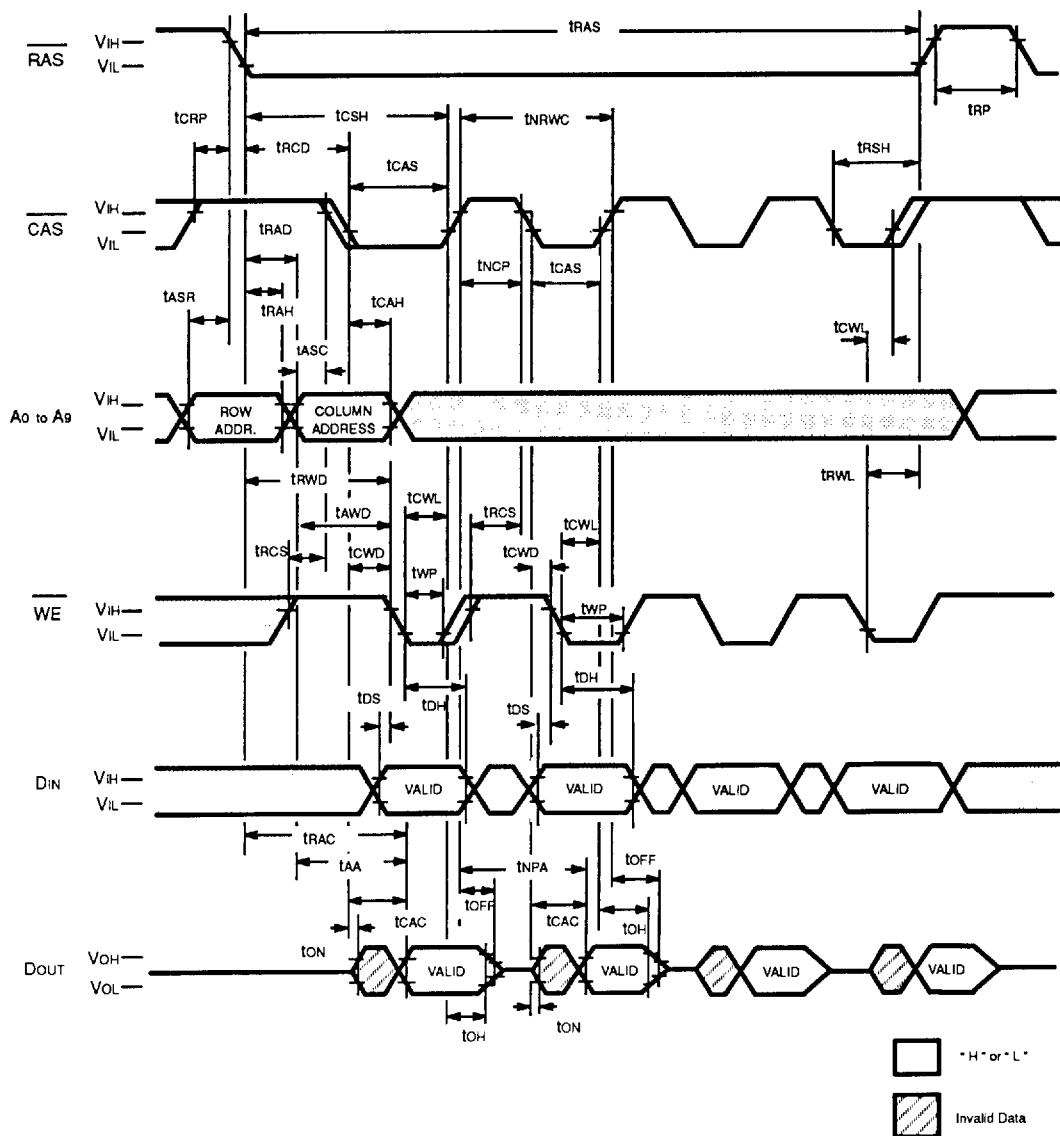 tRAS
VIH
RAS
VIL
tRP
tCRP
tCSH
tNRWC
tRCD
tRSH
tCAS
VIH
CAS
VIL
tRAD
tNCP
tCAS
tASR
tRAH
tCAH
tCWL
tASC
VIH
A0 to A9
VIL
ROW ADDR.
COLUMN ADDRESS
tRWL
tRWD
tCWL
tAWD
tRCS
tCWL
tRCS
tCWD
tCWD
tWP
VIH
WE
VIL
tWP
tDS
tDH
tDS
tDH
VIH
DIN
VIL
VALID
VALID
VALID
VALID
tRAC
tAA
tNPA
tOFF
tOFF
tCAC
tCAC
tOH
tON
VOH
DOUT
VOL
VALID
VALID
VALID
VALID
tOH
tON
"H" or "L"
Invalid Data